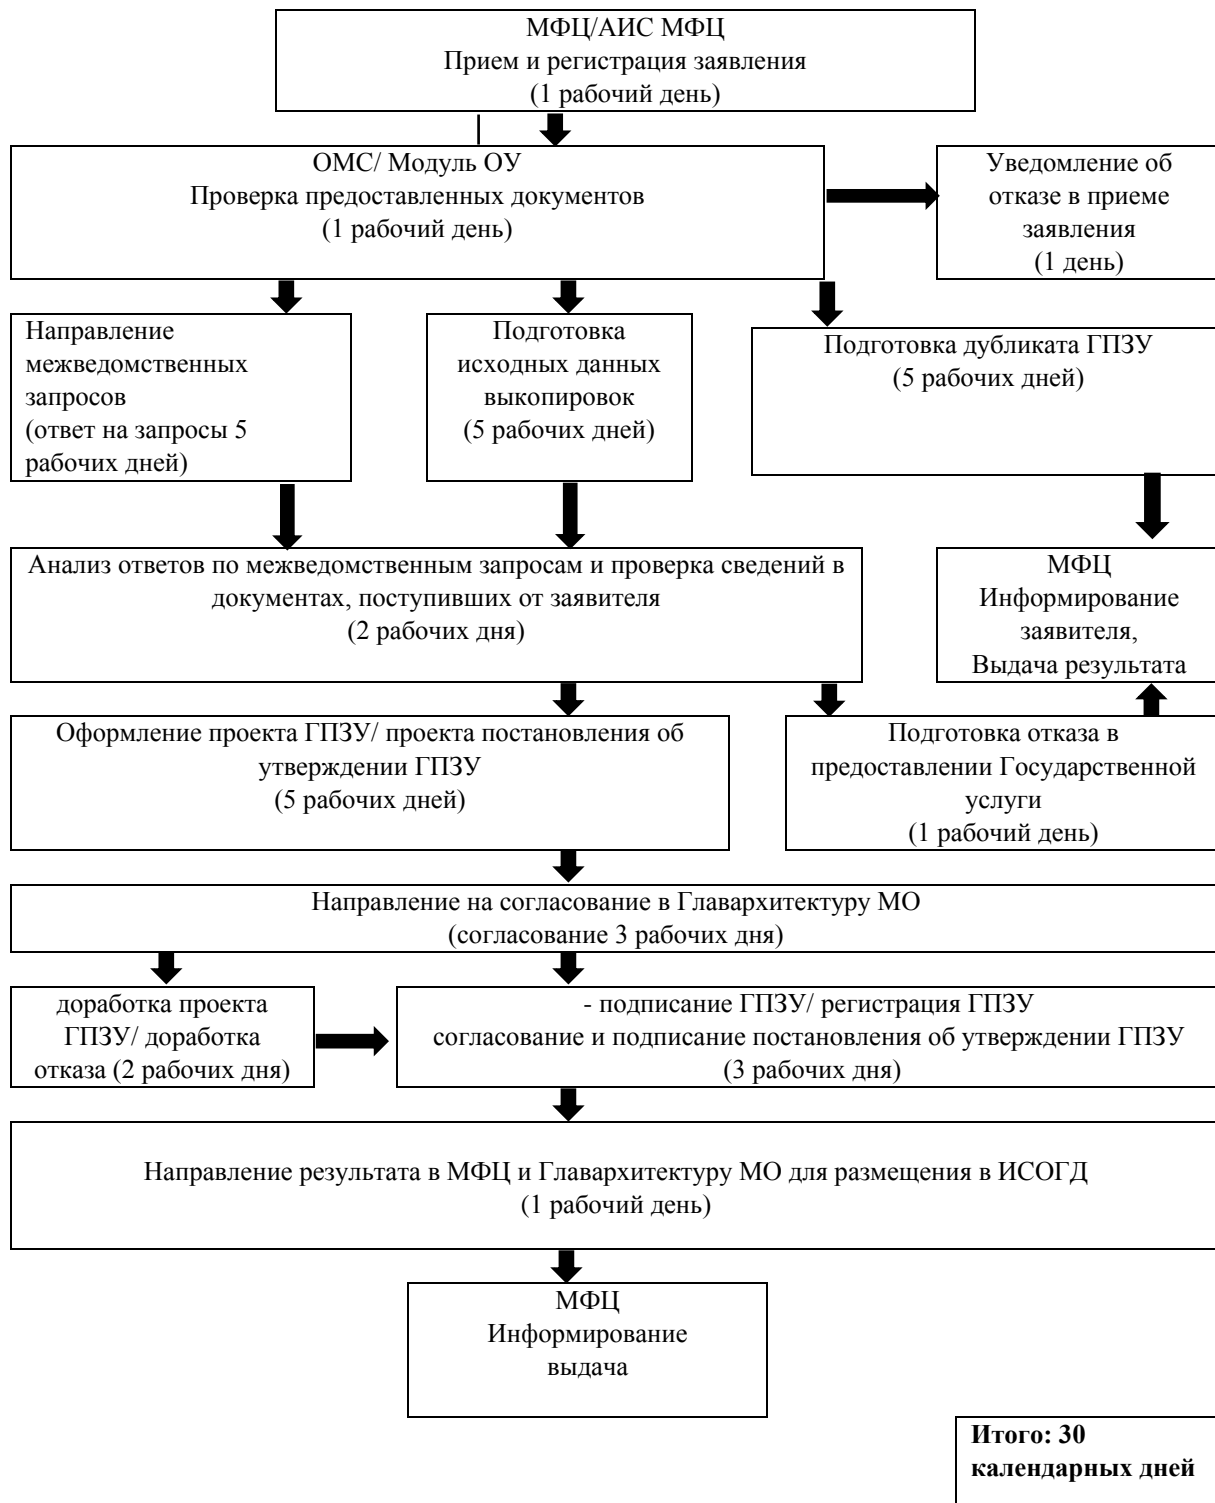 МФЦ/АИС МФЦ
Прием и регистрация заявления
(1 рабочий день)
ОМС/ Модуль ОУ
Проверка предоставленных документов
(1 рабочий день)
Уведомление об
отказе в приеме
заявления
(1 день)
Направление
межведомственных
запросов
(ответ на запросы 5
рабочих дней)
Подготовка
исходных данных
выкопировок
(5 рабочих дней)
Подготовка дубликата ГПЗУ
(5 рабочих дней)
Анализ ответов по межведомственным запросам и проверка сведений в
документах, поступивших от заявителя
(2 рабочих дня)
МФЦ
Информирование
заявителя,
Выдача результата
Оформление проекта ГПЗУ/ проекта постановления об
утверждении ГПЗУ
(5 рабочих дней)
Подготовка отказа в
предоставлении Государственной
услуги
(1 рабочий день)
Направление на согласование в Главархитектуру МО
(согласование 3 рабочих дня)
доработка проекта
ГПЗУ/ доработка
отказа (2 рабочих дня)
- подписание ГПЗУ/ регистрация ГПЗУ
согласование и подписание постановления об утверждении ГПЗУ
(3 рабочих дня)
Направление результата в МФЦ и Главархитектуру МО для размещения в ИСОГД
(1 рабочий день)
МФЦ
Информирование
выдача
Итого: 30
календарных дней